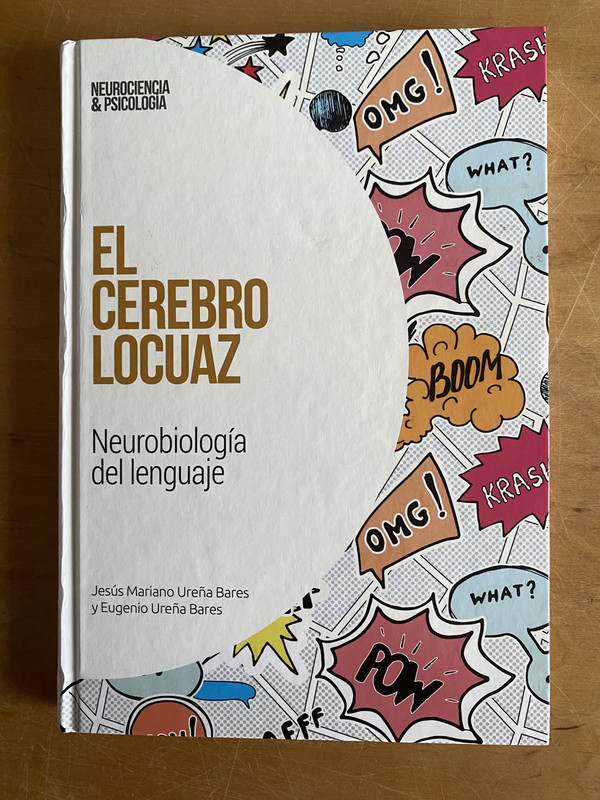 NEUROCIENCIA
& PSICOLOGÍA
EL
CEREBRO
LOCUAZ
Neurobiología
del lenguaje
Jesús Mariano Ureña Bares
y Eugenio Ureña Bares
OMG!
KRASH
WHAT?
POW
BOOM
OMG!
KRASH
WHAT?
POW